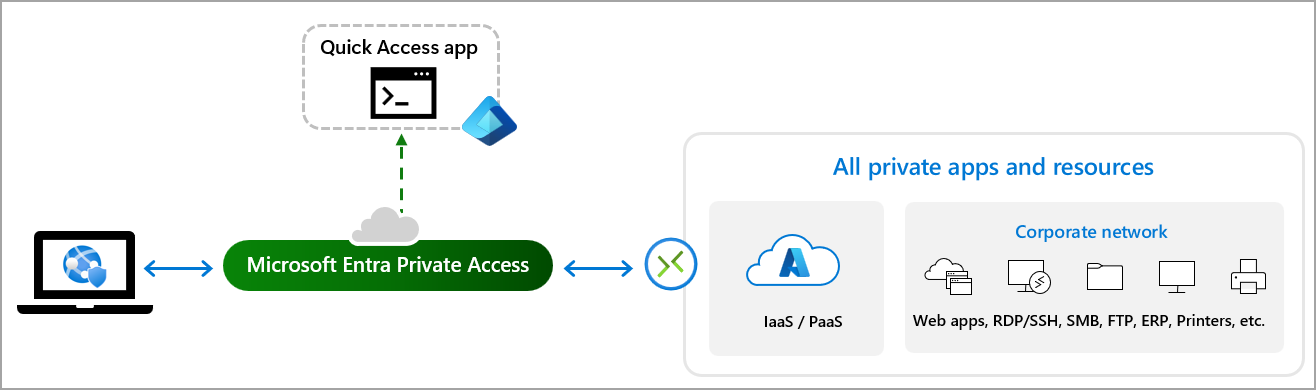 Quick Access app
All private apps and resources
Microsoft Entra Private Access
Corporate network
IaaS / PaaS
Web apps, RDP/SSH, SMB, FTP, ERP, Printers, etc.